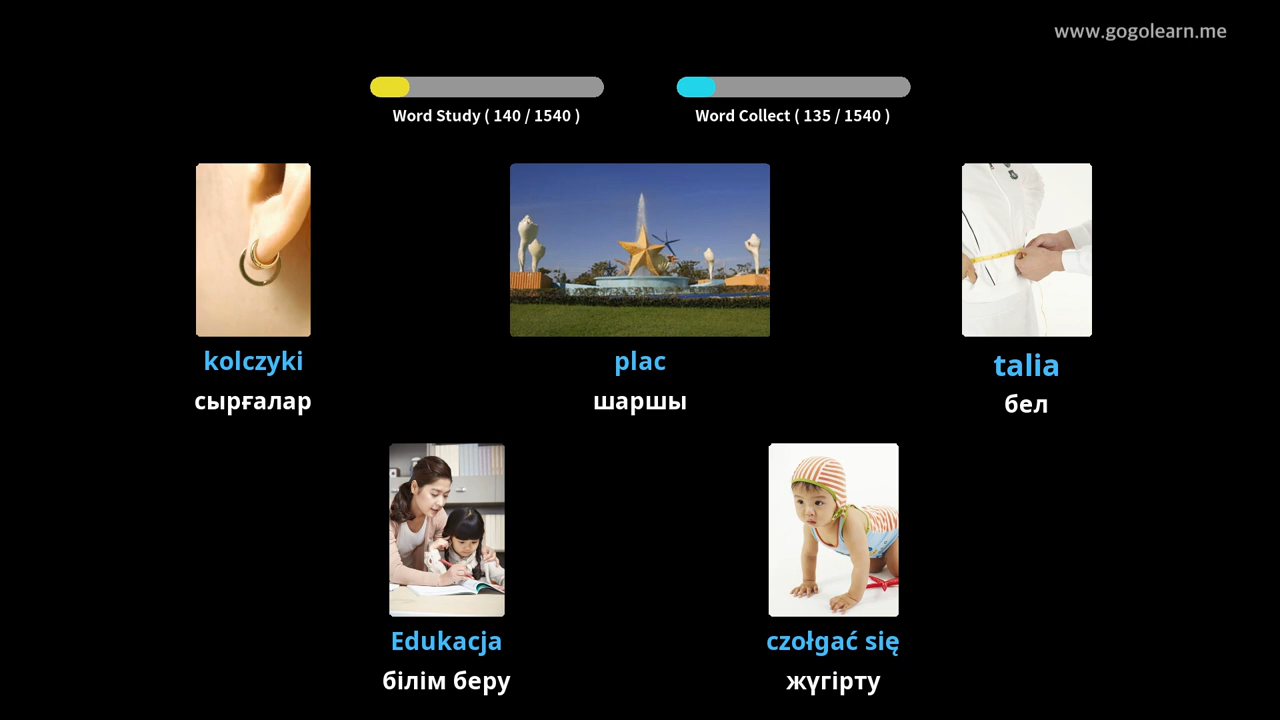 www.gogolearn.me
Word Study ( 140 / 1540 )
Word Collect ( 135 / 1540 )
kolczyki
plac
talia
сырғалар
шаршы
бел
Edukacja
czołgać się
білім беру
жүгірту